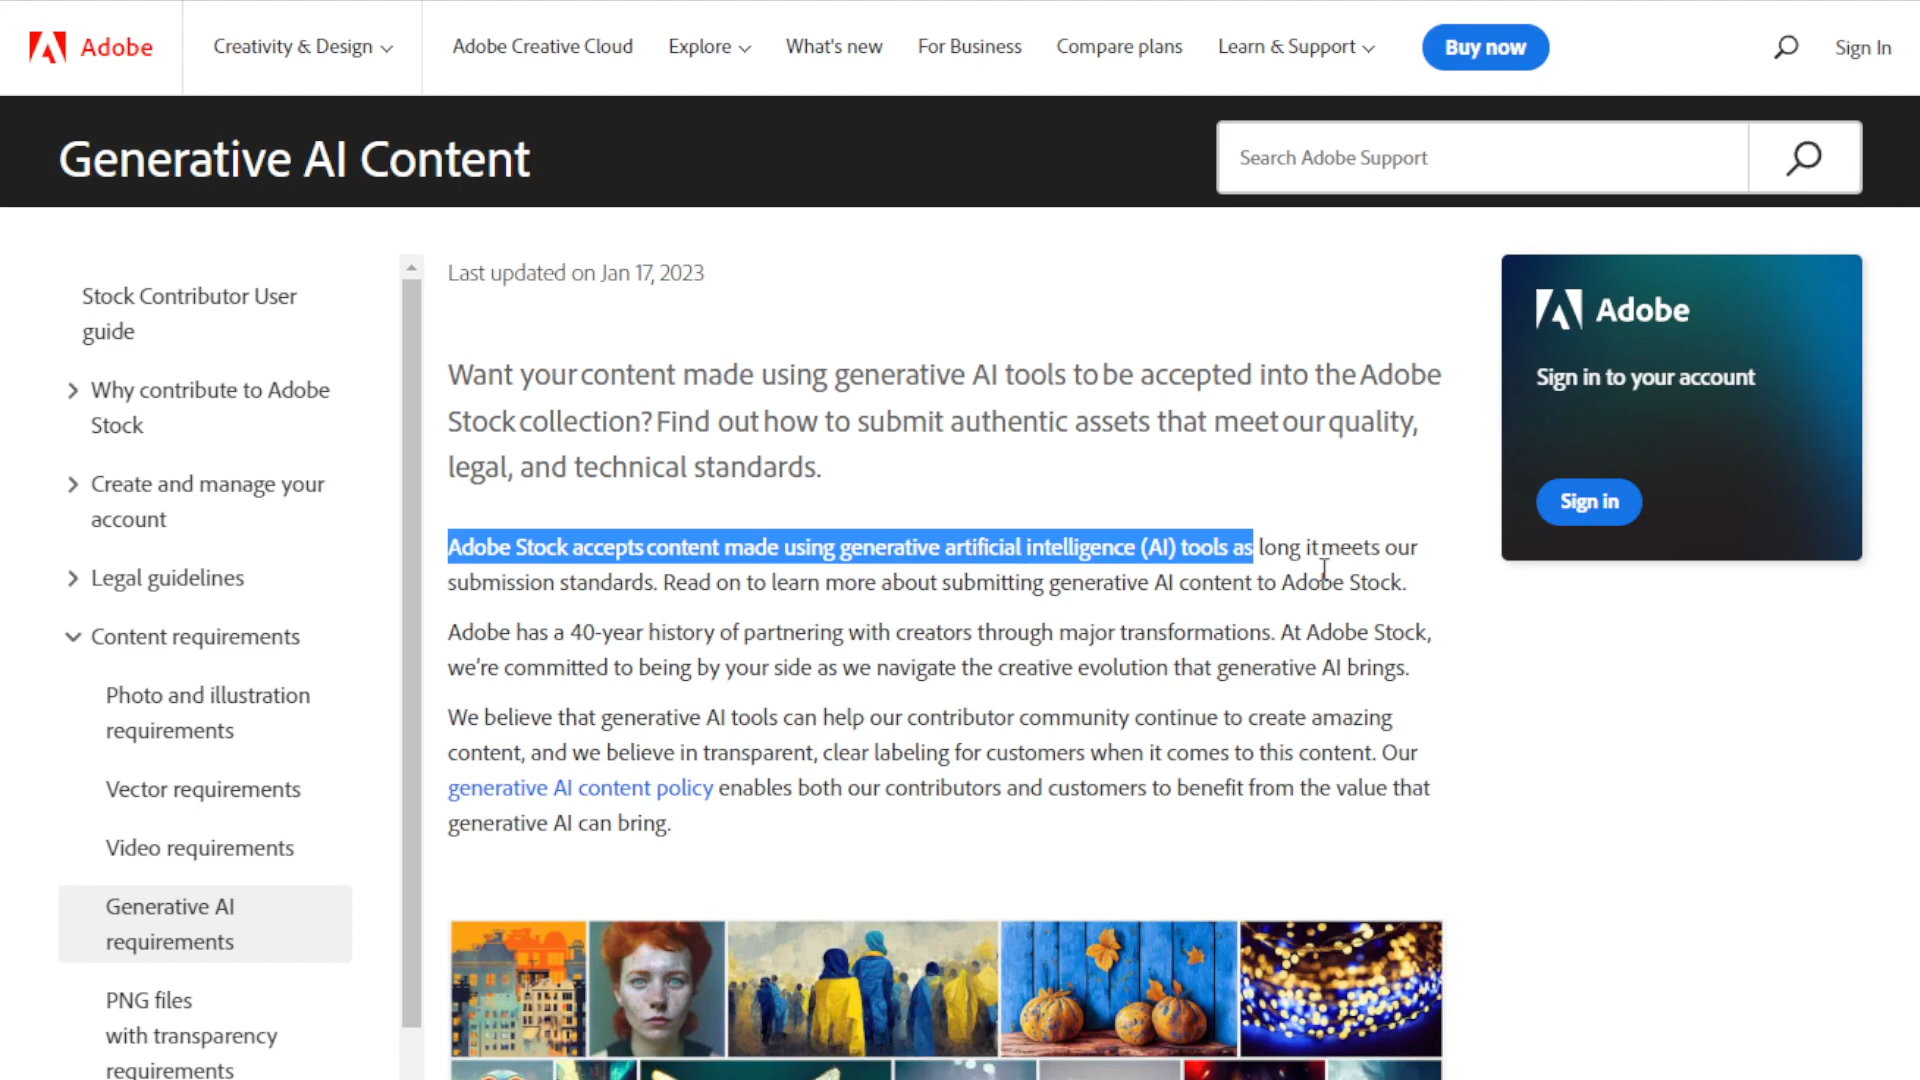 Adobe
Creativity & Design
Adobe Creative Cloud
Explore
What's new
For Business
Compare plans
Learn & Support
Buy now
Sign In
Generative AI Content
Search Adobe Support
Stock Contributor User
guide
Why contribute to Adobe
Stock
Create and manage your
account
Legal guidelines
Content requirements
Photo and illustration
requirements
Vector requirements
Video requirements
Generative AI
requirements
PNG files
with transparency
requirements
Last updated on Jan 17, 2023
Want your content made using generative AI tools to be accepted into the Adobe
Stock collection? Find out how to submit authentic assets that meet our quality,
legal, and technical standards.
Adobe Stock accepts content made using generative artificial intelligence (AI) tools as long it meets our
submission standards. Read on to learn more about submitting generative AI content to Adobe Stock.
Adobe has a 40-year history of partnering with creators through major transformations. At Adobe Stock,
we're committed to being by your side as we navigate the creative evolution that generative AI brings.
We believe that generative AI tools can help our contributor community continue to create amazing
content, and we believe in transparent, clear labeling for customers when it comes to this content. Our
generative AI content policy enables both our contributors and customers to benefit from the value that
generative AI can bring.
Adobe
Sign in to your account
Sign in